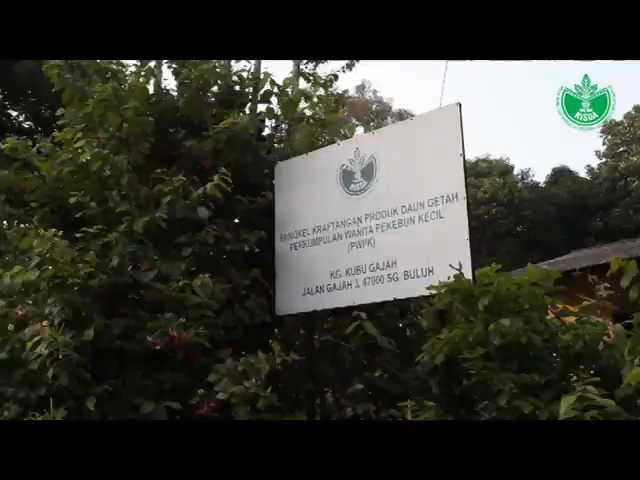 RISDA
BENGKEL KRAFTANGAN PRODUK DAUN GETAH
PERKUMPULAN WANITA PEKEBUN KECIL
(PWPK)
KG. KUBU GAJAH
JALAN GAJAH 3, 47000 SG. BULUH
RISDA